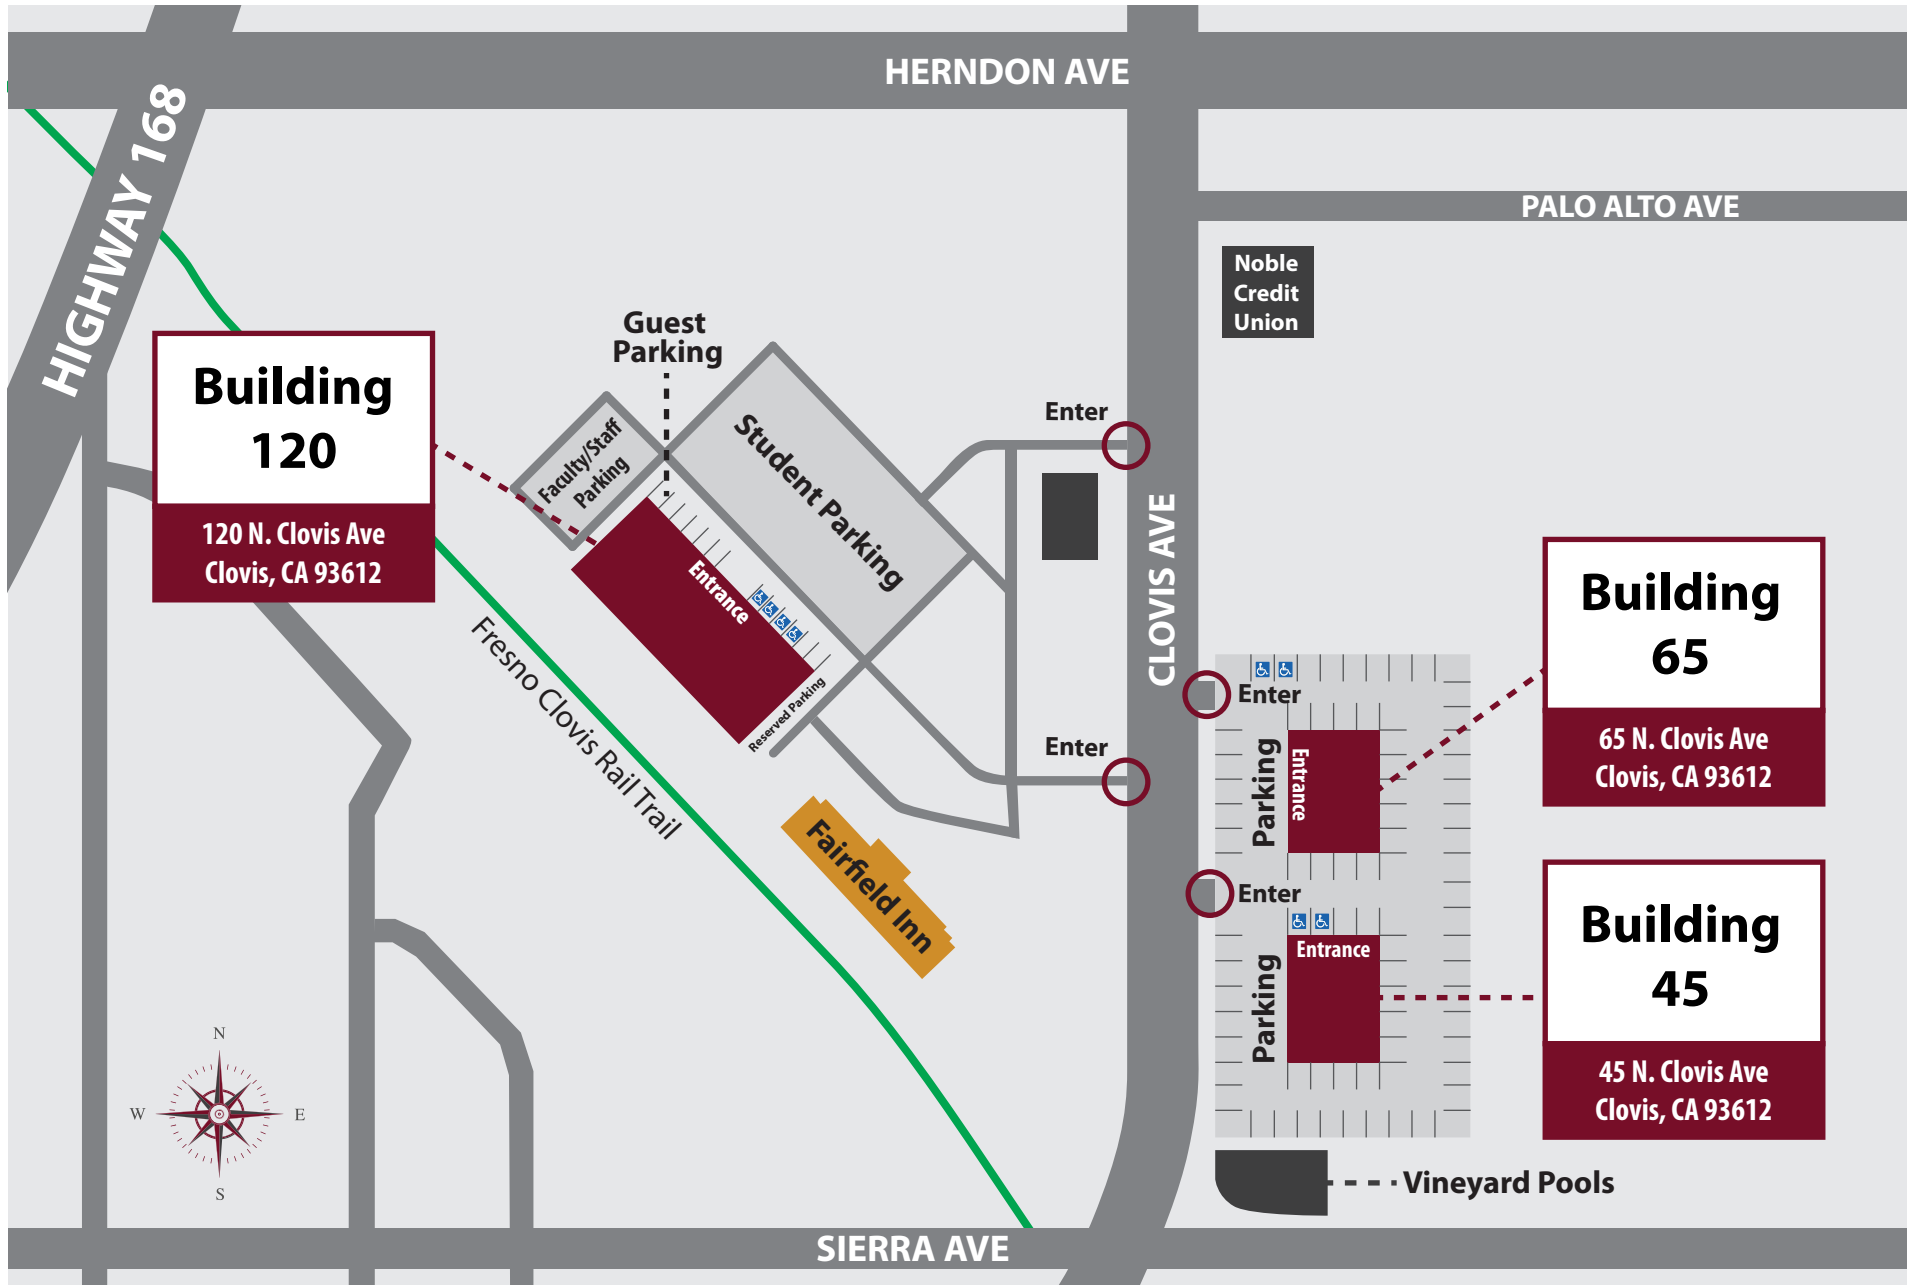 HERNDON AVE
HIGHWAY 168
PALO ALTO AVE
Noble
Credit
Union
Guest
Parking
Building
120
120 N. Clovis Ave
Clovis, CA 93612
Faculty/Staff
Parking
Student Parking
Enter
CLOVIS AVE
Entrance
Reserved Parking
Fresno Clovis Rail Trail
Enter
Fairfield Inn
Enter
Parking
Entrance
Building
65
65 N. Clovis Ave
Clovis, CA 93612
Enter
Parking
Entrance
Building
45
45 N. Clovis Ave
Clovis, CA 93612
N
W
E
S
Vineyard Pools
SIERRA AVE